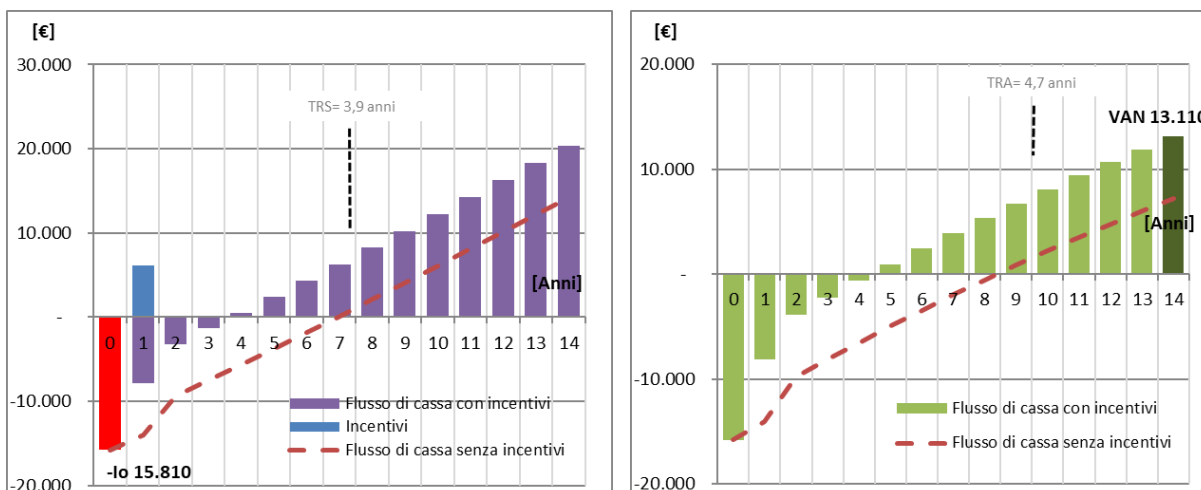 [€]
30.000
20.000
10.000
-
-10.000
-20.000
TRS= 3,9 anni
[Anni]
0 1 2 3 4 5 6 7 8 9 10 11 12 13 14
Flusso di cassa con incentivi
Incentivi
Flusso di cassa senza incentivi
-Io 15.810
[€]
20.000
10.000
-
-10.000
-20.000
TRA= 4,7 anni
VAN 13.110
[Anni]
0 1 2 3 4 5 6 7 8 9 10 11 12 13 14
Flusso di cassa con incentivi
Flusso di cassa senza incentivi